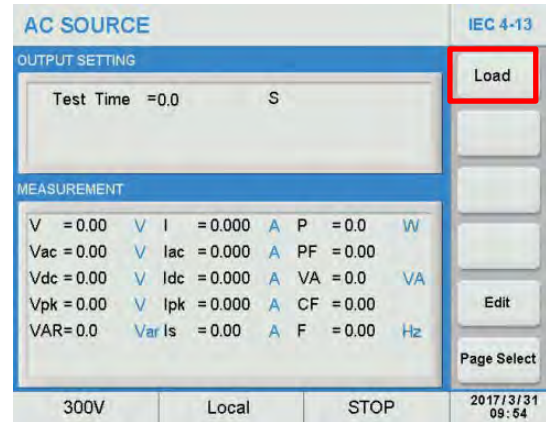 AC SOURCE IEC 4-13
OUTPUT SETTING
Load
Test Time =0.0 S
MEASUREMENT
V = 0.00 V I = 0.000 A P = 0.0 W
Vac = 0.00 V Iac = 0.000 A PF = 0.00
Vdc = 0.00 V Idc = 0.000 A VA = 0.0 VA
Vpk = 0.00 V Ipk = 0.000 A CF = 0.00
Edit
VAR= 0.0 Var Is = 0.00 A F = 0.00 Hz
Page Select
300V Local STOP 2017/3/31
09:54